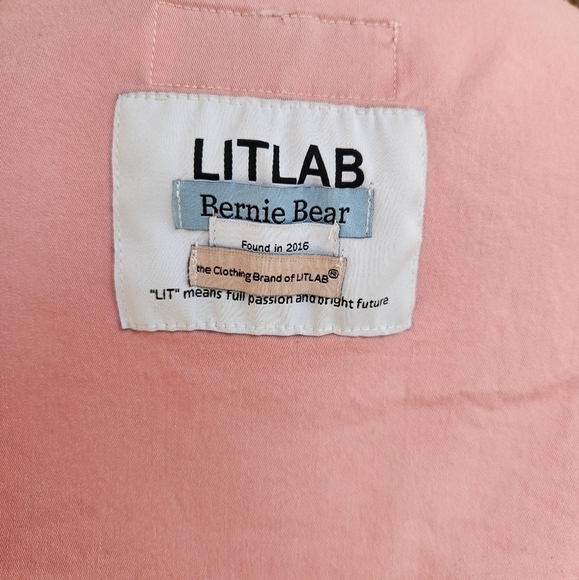 LITLAB
Bernie Bear
Found in 2016
the Clothing Brand of LITLAB®
"LIT" means full passion and bright future